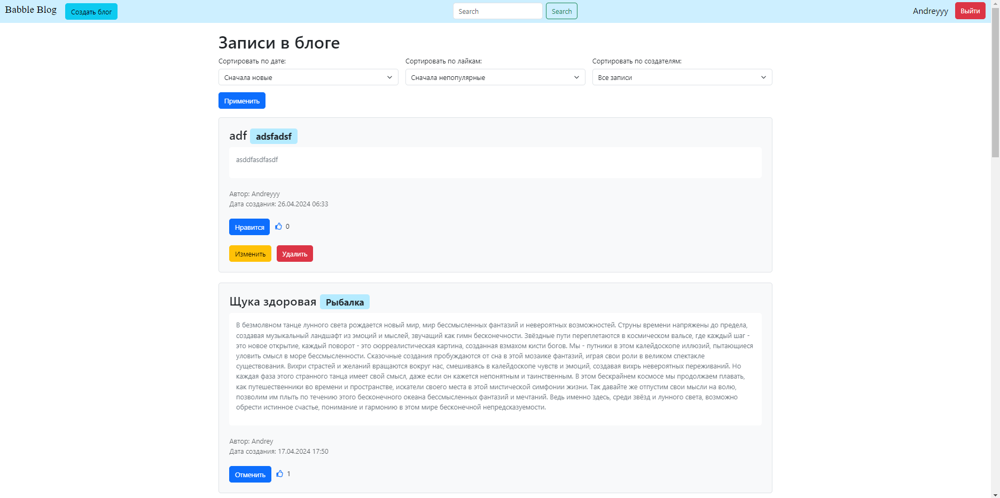 Babble Blog Создать блог Search Search Andreyyy Выйти
Записи в блоге
Сортировать по дате: Сортировать по лайкам: Сортировать по создателям:
Сначала новые Сначала непопулярные Все записи
Применить
adf adsfadsf
asddfasdfasdf
Автор: Andreyyy
Дата создания: 26.04.2024 06:33
Нравится 0
Изменить Удалить
Щука здоровая Рыбалка
В безмолвном танце лунного света рождается новый мир, мир бессмысленных фантазий и невероятных возможностей. Струны времени напряжены до предела,
создавая музыкальный ландшафт из эмоций и мыслей, звучащий как гимн бесконечности. Звёздные пути переплетаются в космическом вальсе, где каждый шаг -
это новое открытие, каждый поворот - это сюрреалистическая картина, созданная взмахом кисти богов. Мы - путники в этом калейдоскопе иллюзий, пытающиеся
уловить смысл в море бессмысленности. Сказочные создания пробуждаются от сна в этой мозаике фантазий, играя свои роли в великом спектакле
существования. Вихри страстей и желаний вращаются вокруг нас, смешиваясь в калейдоскопе чувств и эмоций, создавая вихрь невероятных переживаний. Но
каждая фаза этого странного танца имеет свой смысл, даже если он кажется непонятным и таинственным. В этом бескрайнем космосе мы продолжаем плавать,
как путешественники во времени и пространстве, искатели своего места в этой мистической симфонии жизни. Так давайте же отпустим свои мысли на волю,
позволим им плыть по течению этого бесконечного океана бессмысленных фантазий и мечтаний. Ведь именно здесь, среди звёзд и лунного света, возможно
обрести истинное счастье, понимание и гармонию в этом мире бесконечной непредсказуемости.
Автор: Andrey
Дата создания: 17.04.2024 17:50
Отменить 1